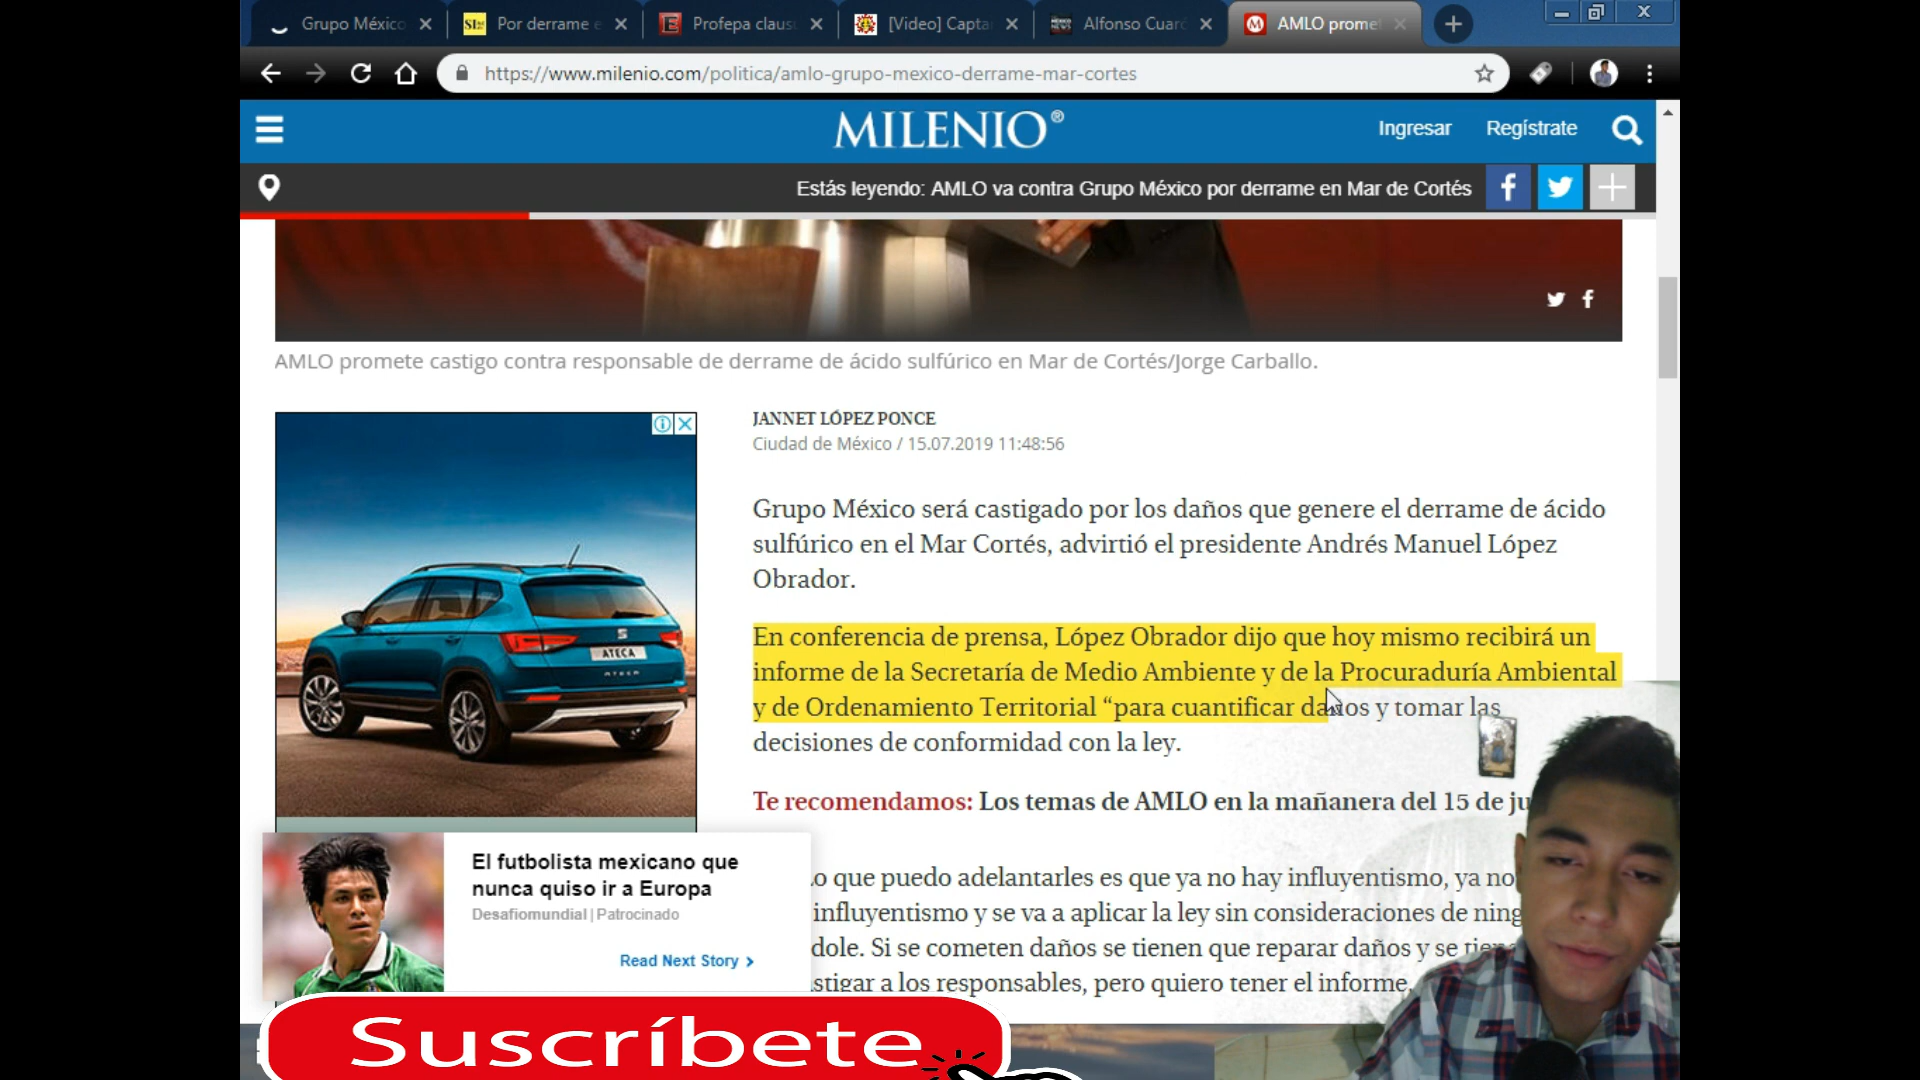 Grupo México
Por derrame e
Profepa claus
[Video] Capta
Alfonso Cuaró
AMLO promet
https://www.milenio.com/politica/amlo-grupo-mexico-derrame-mar-cortes
MILENIO®
Ingresar
Regístrate
Estás leyendo: AMLO va contra Grupo México por derrame en Mar de Cortés
AMLO promete castigo contra responsable de derrame de ácido sulfúrico en Mar de Cortés/Jorge Carballo.
JANNET LÓPEZ PONCE
Ciudad de México / 15.07.2019 11:48:56
Grupo México será castigado por los daños que genere el derrame de ácido
sulfúrico en el Mar Cortés, advirtió el presidente Andrés Manuel López
Obrador.
En conferencia de prensa, López Obrador dijo que hoy mismo recibirá un
informe de la Secretaría de Medio Ambiente y de la Procuraduría Ambiental
y de Ordenamiento Territorial “para cuantificar daños y tomar las
decisiones de conformidad con la ley.
Te recomendamos: Los temas de AMLO en la mañanera del 15 de ju
Lo que puedo adelantarles es que ya no hay influyentismo, ya no
influyentismo y se va a aplicar la ley sin consideraciones de ning
dole. Si se cometen daños se tienen que reparar daños y se tien
stigar a los responsables, pero quiero tener el informe,
ATECA
El futbolista mexicano que
nunca quiso ir a Europa
Desafiomundial | Patrocinado
Read Next Story >
Suscríbete